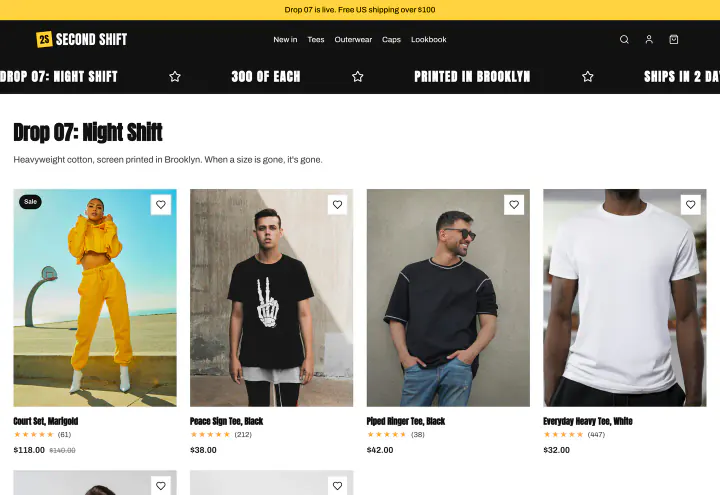 Drop 07 is live. Free US shipping over $100
2S SECOND SHIFT
New in Tees Outerwear Caps Lookbook
DROP 07: NIGHT SHIFT 300 OF EACH PRINTED IN BROOKLYN SHIPS IN 2 DA
Drop 07: Night Shift
Heavyweight cotton, screen printed in Brooklyn. When a size is gone, it's gone.
Sale
Court Set, Marigold
(61)
$118.00 $140.00
Peace Sign Tee, Black
(212)
$38.00
Piped Ringer Tee, Black
(38)
$42.00
Everyday Heavy Tee, White
(447)
$32.00